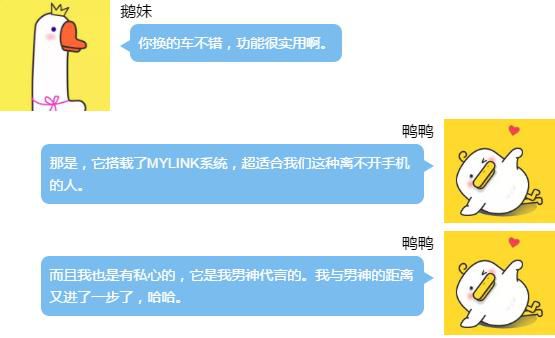 鹅妹
你换的车不错，功能很实用啊。
鸭鸭
那是，它搭载了MYLINK系统，超适合我们这种离不开手机
的人。
鸭鸭
而且我也是有私心的，它是我男神代言的。我与男神的距离
又进了一步了，哈哈。